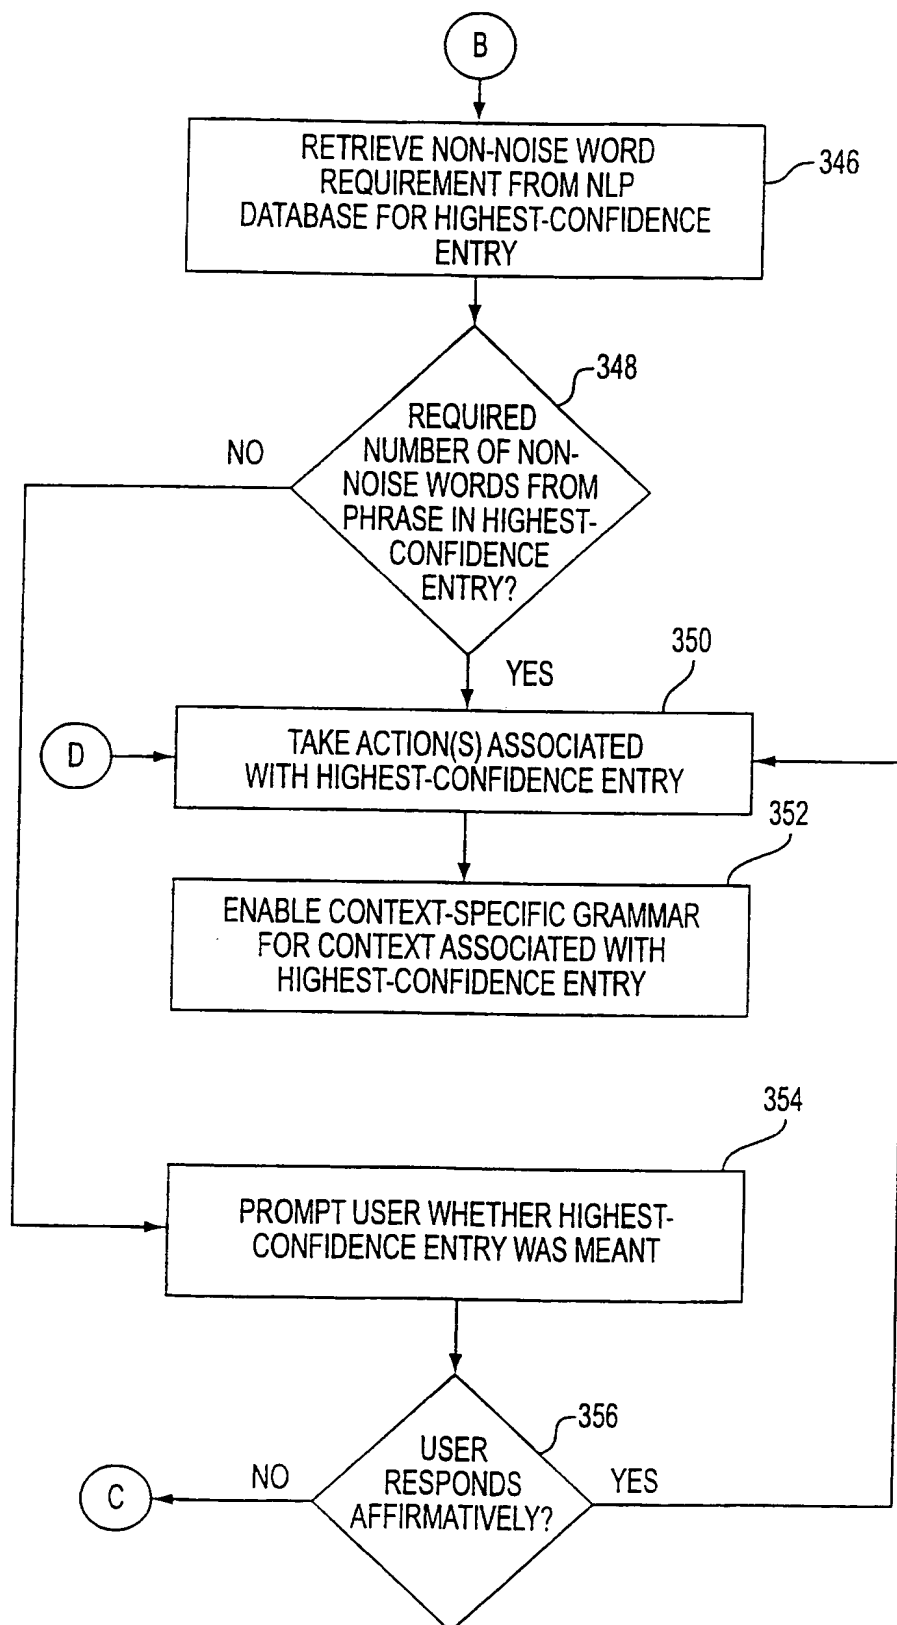 B
RETRIEVE NON-NOISE WORD
REQUIREMENT FROM NLP
DATABASE FOR HIGHEST-CONFIDENCE
ENTRY
346
348
REQUIRED
NUMBER OF NON-
NOISE WORDS FROM
PHRASE IN HIGHEST-
CONFIDENCE
ENTRY?
NO
YES
350
D
TAKE ACTION(S) ASSOCIATED
WITH HIGHEST-CONFIDENCE ENTRY
352
ENABLE CONTEXT-SPECIFIC GRAMMAR
FOR CONTEXT ASSOCIATED WITH
HIGHEST-CONFIDENCE ENTRY
354
PROMPT USER WHETHER HIGHEST-
CONFIDENCE ENTRY WAS MEANT
356
USER
RESPONDS
AFFIRMATIVELY?
NO
YES
C